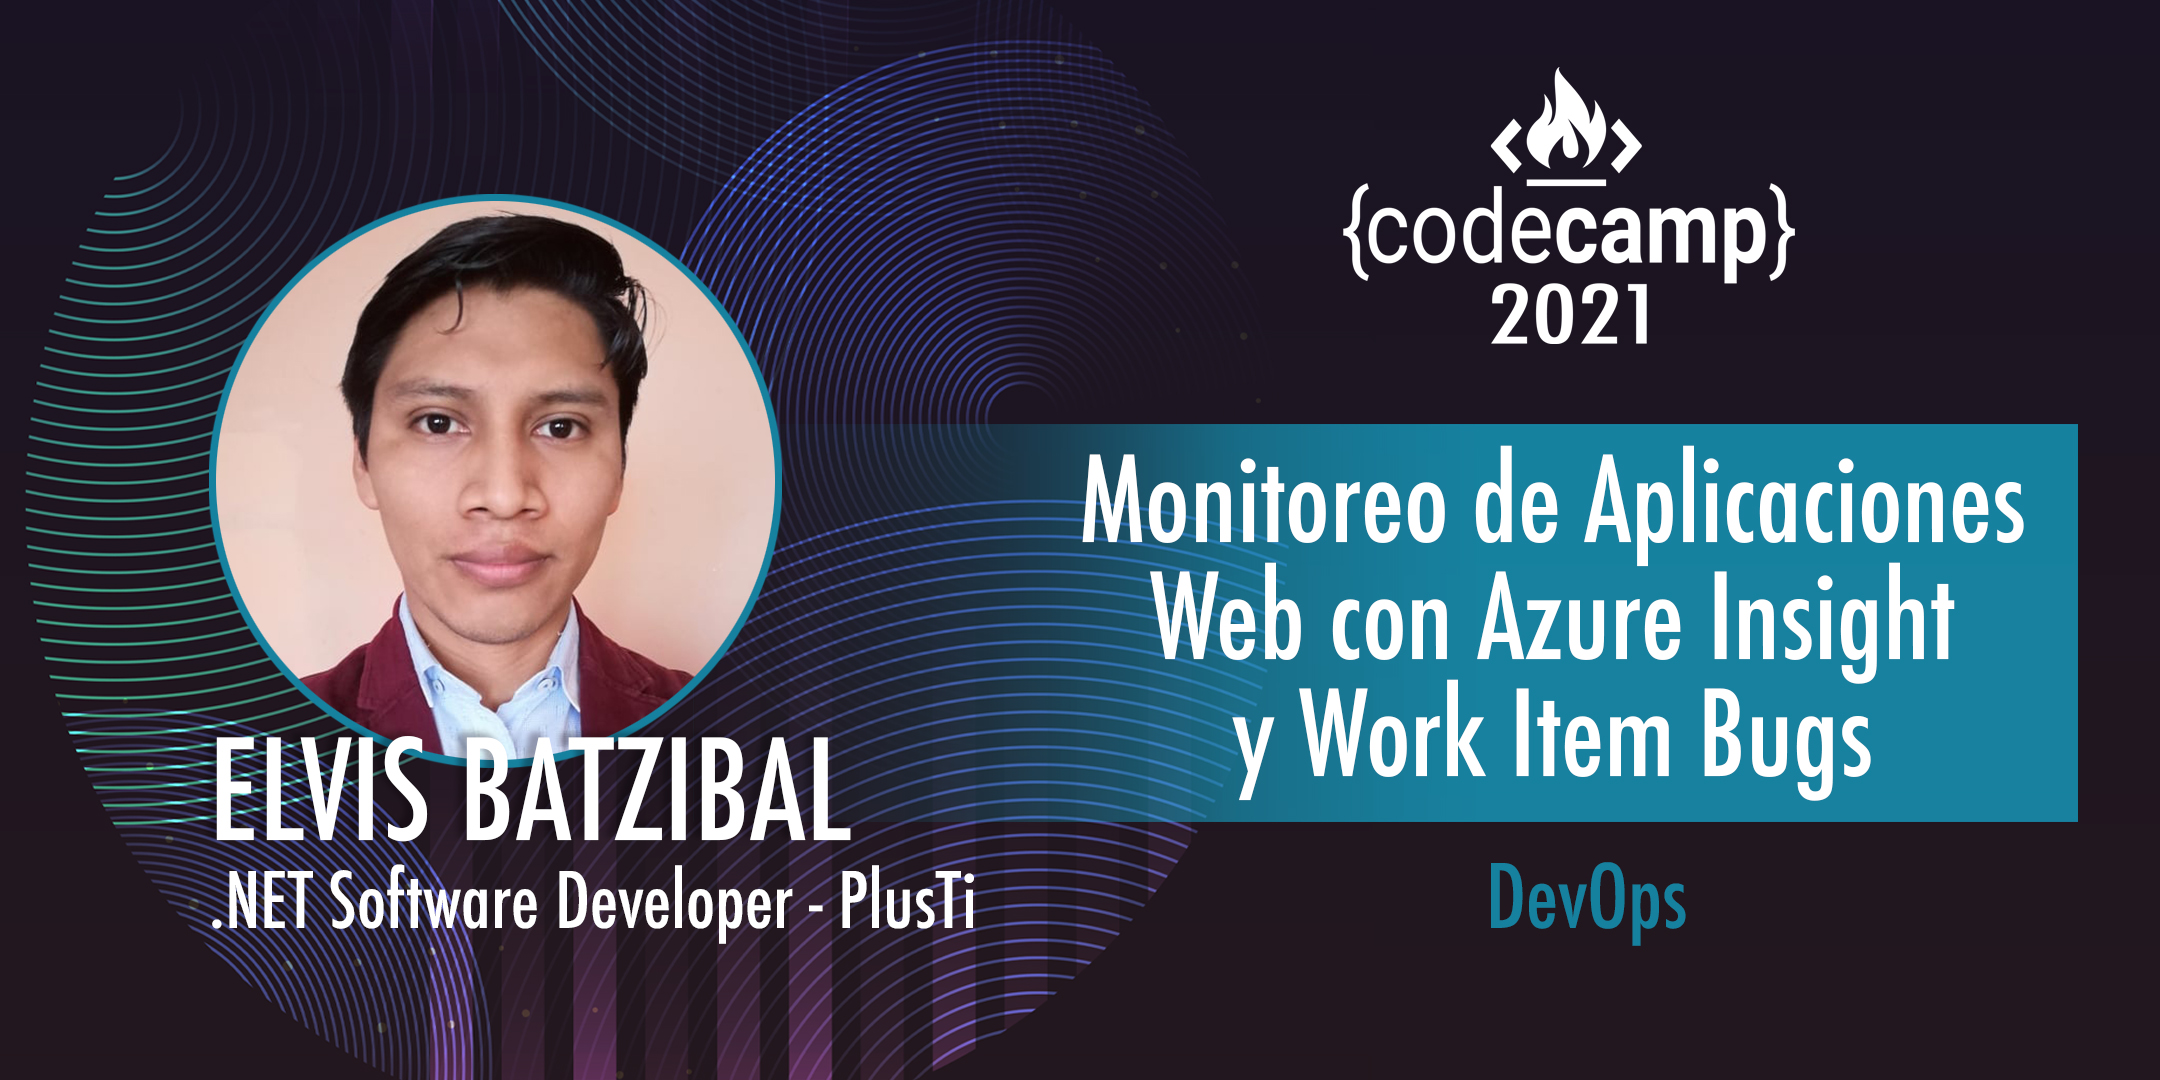 {codecamp}
2021
Monitoreo de Aplicaciones
Web con Azure Insight
y Work Item Bugs
DevOps
ELVIS BATZIBAL
.NET Software Developer - PlusTi